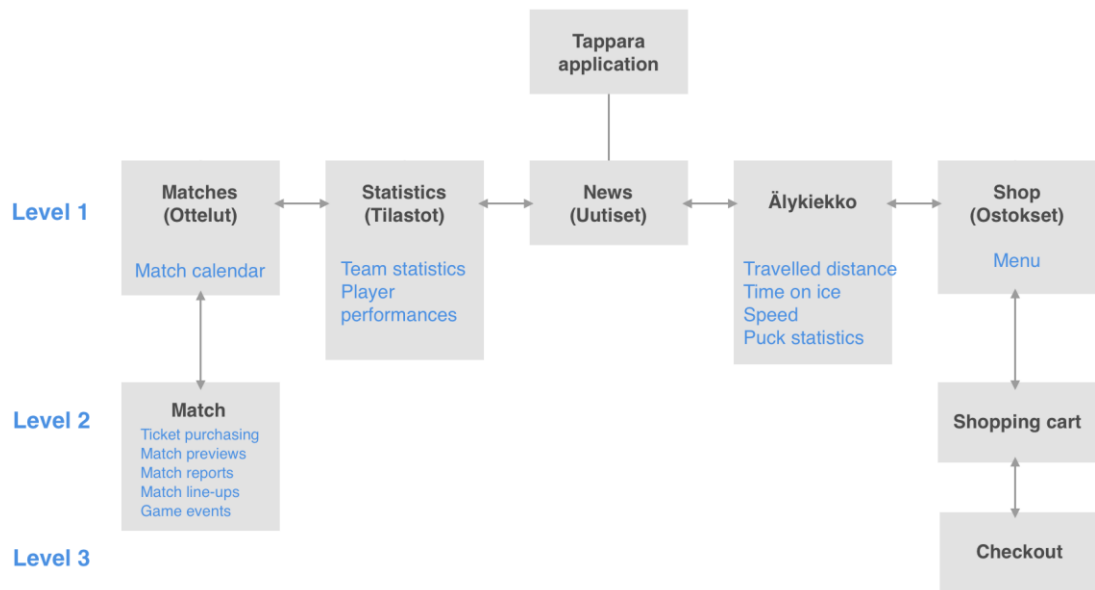 Tappara
application
Level 1
Matches
(Ottelut)
Match calendar
Statistics
(Tilastot)
Team statistics
Player
performances
News
(Uutiset)
Älykiekko
Travelled distance
Time on ice
Speed
Puck statistics
Shop
(Ostokset)
Menu
Level 2
Match
Ticket purchasing
Match previews
Match reports
Match line-ups
Game events
Shopping cart
Level 3
Checkout